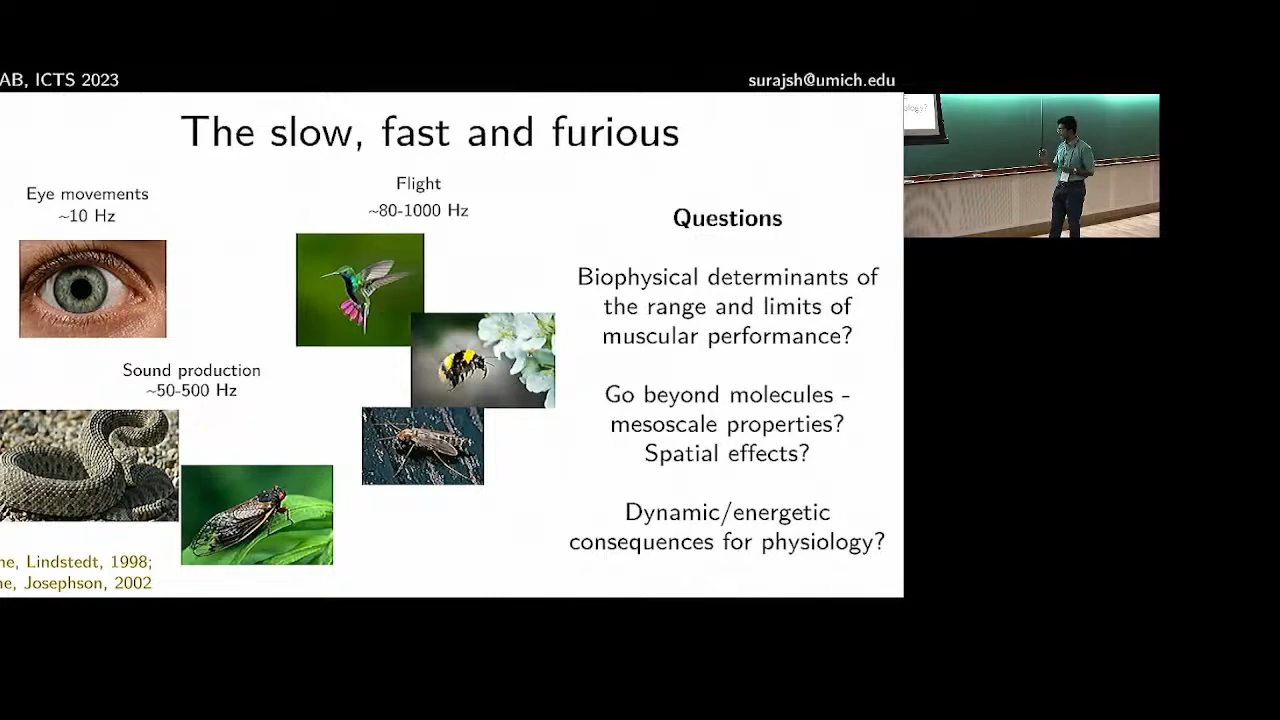 AB, ICTS 2023
surajsh@umich.edu
The slow, fast and furious
Eye movements
~10 Hz
Flight
~80-1000 Hz
Sound production
~50-500 Hz
Questions
Biophysical determinants of
the range and limits of
muscular performance?
Go beyond molecules -
mesoscale properties?
Spatial effects?
Dynamic/energetic
consequences for physiology?
ne, Lindstedt, 1998;
ne, Josephson, 2002
ology?